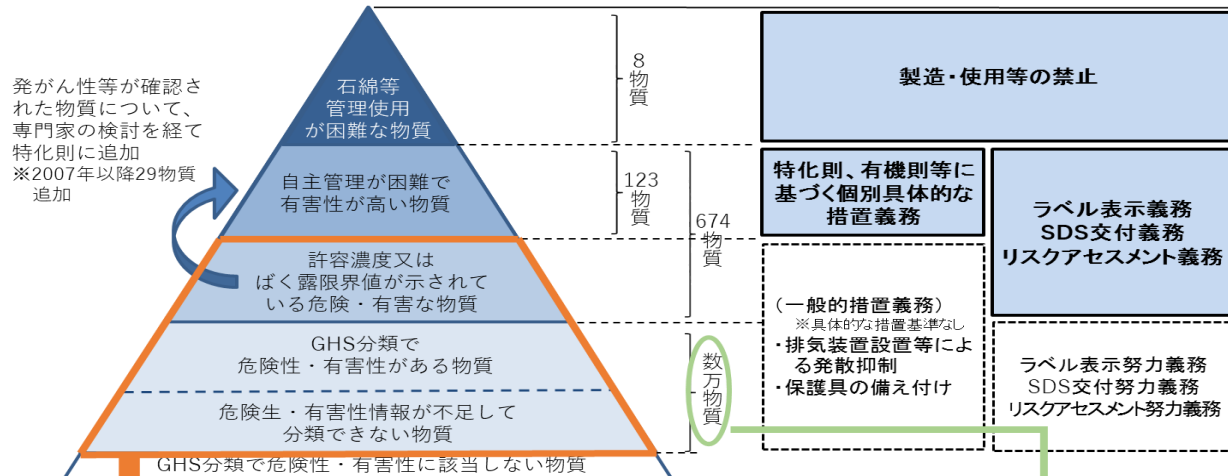 発がん性等が確認さ
れた物質について、
専門家の検討を経て
特化則に追加
※2007年以降29物質
追加
石綿等
管理使用
が困難な物質
自主管理が困難で
有害性が高い物質
許容濃度又は
ばく露限界値が示されて
いる危険・有害な物質
GHS分類で
危険性・有害性がある物質
危険生・有害性情報が不足して
分類できない物質
GHS分類で危険性・有害性に該当しない物質
8
物質
123
物質
674
物質
数万物質
製造・使用等の禁止
特化則、有機則等に
基づく個別具体的な
措置義務
ラベル表示義務
SDS交付義務
リスクアセスメント義務
(一般的措置義務)
※具体的な措置基準なし
・排気装置設置等によ
る発散抑制
・保護具の備え付け
ラベル表示努力義務
SDS交付努力義務
リスクアセスメント努力義務